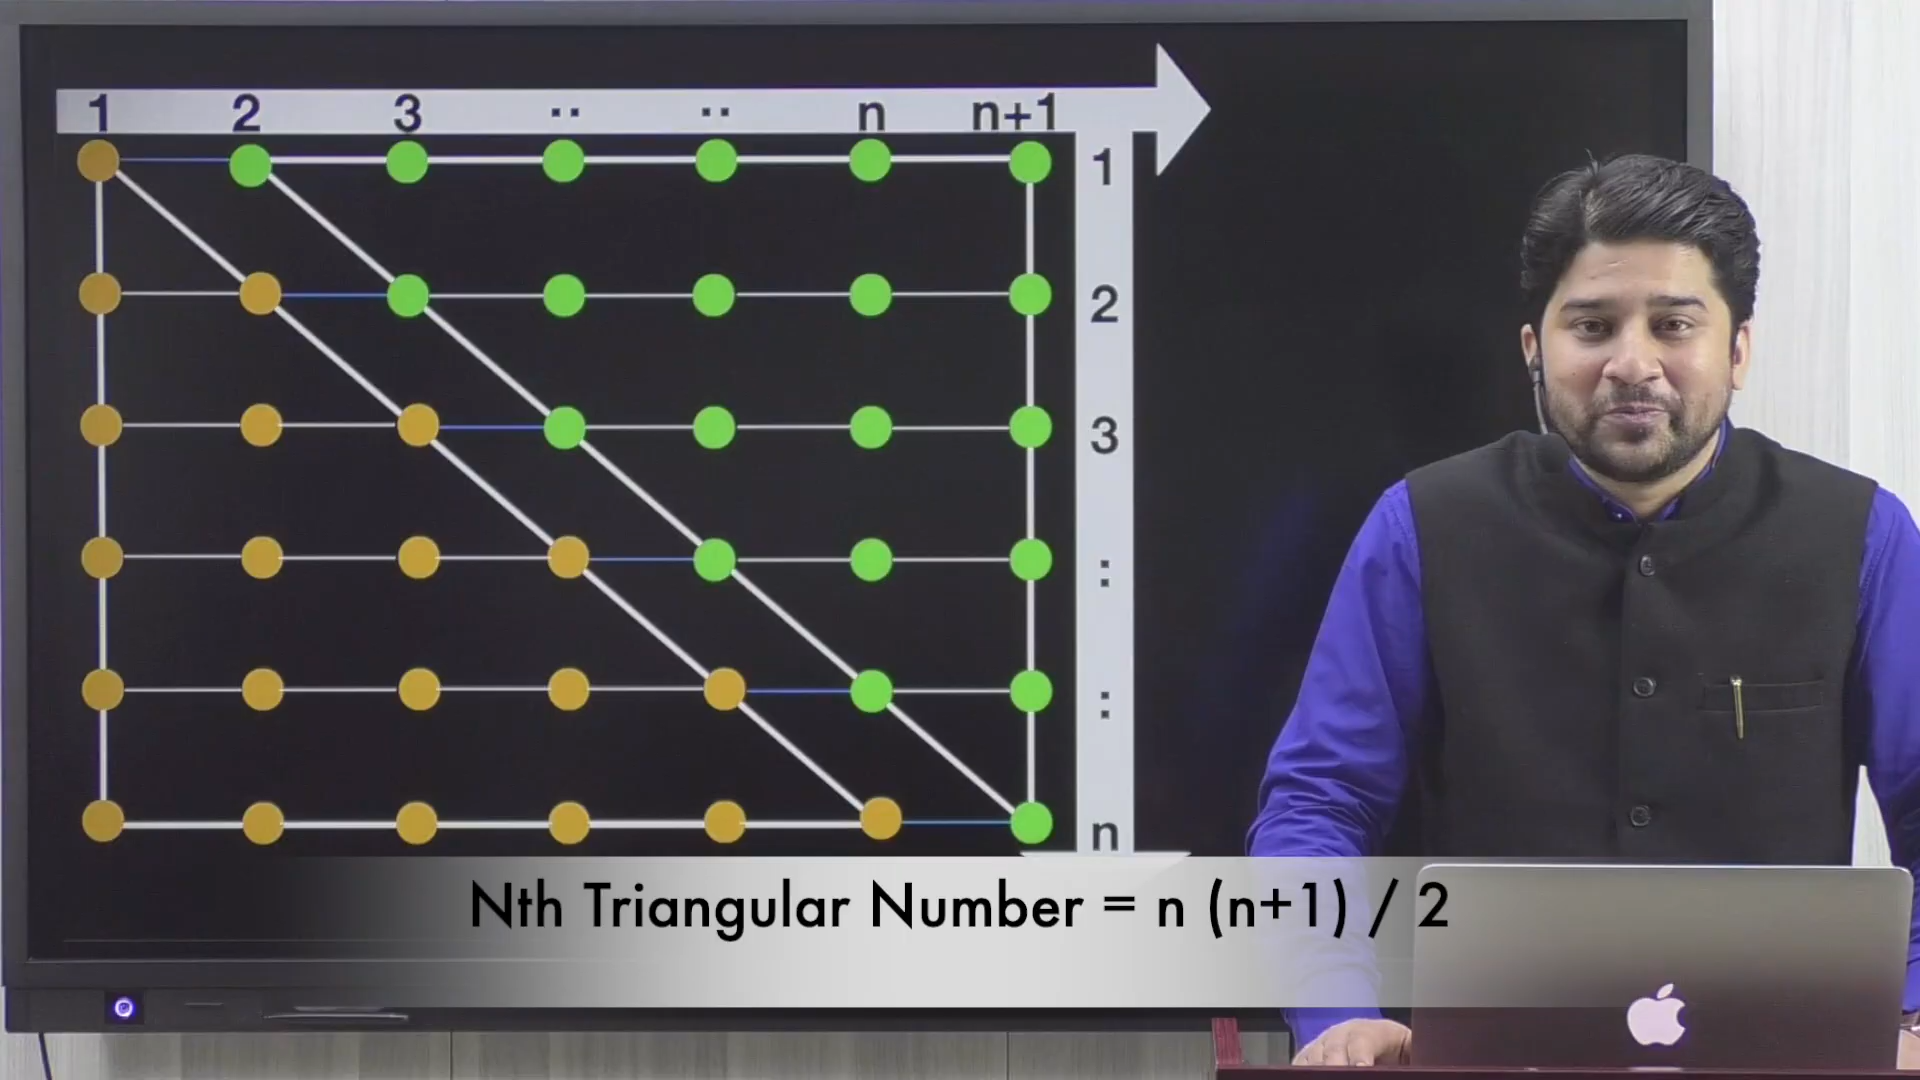 1 2 3 .. .. n n+1
1
2
3
:
:
n
Nth Triangular Number = n (n+1) / 2